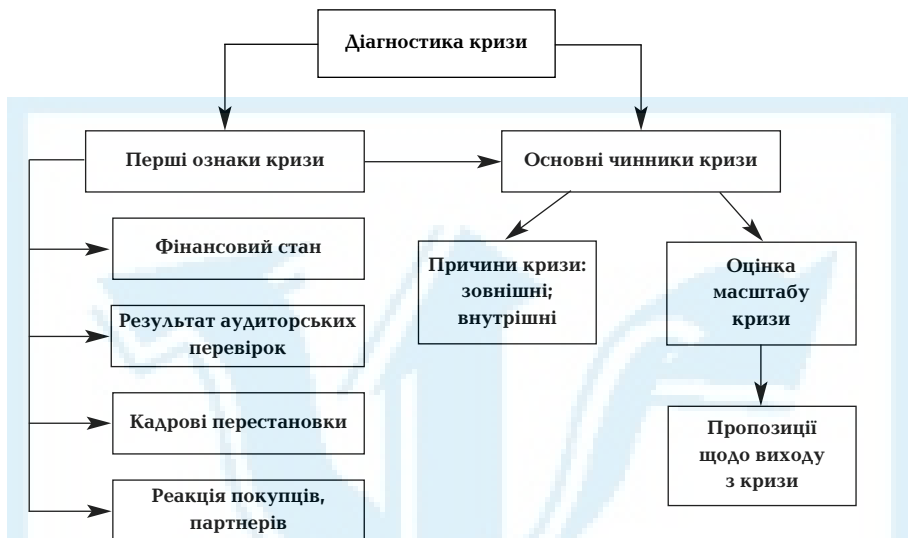 Діагностика кризи
Перші ознаки кризи
Основні чинники кризи
Фінансовий стан
Результат аудиторських
перевірок
Кадрові перестановки
Реакція покупців,
партнерів
Причини кризи:
зовнішні;
внутрішні
Оцінка
масштабу
кризи
Пропозиції
щодо виходу
з кризи